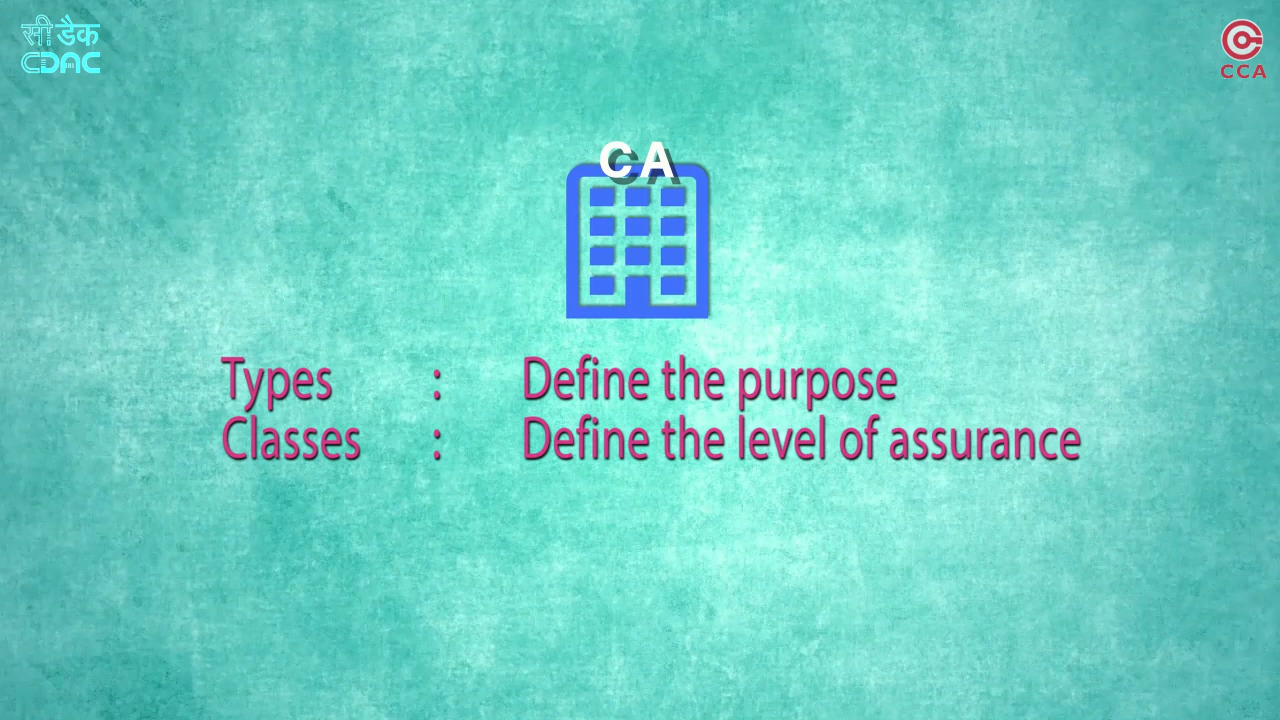 सी डैक
CDAC
CCA
CA
Types : Define the purpose
Classes : Define the level of assurance